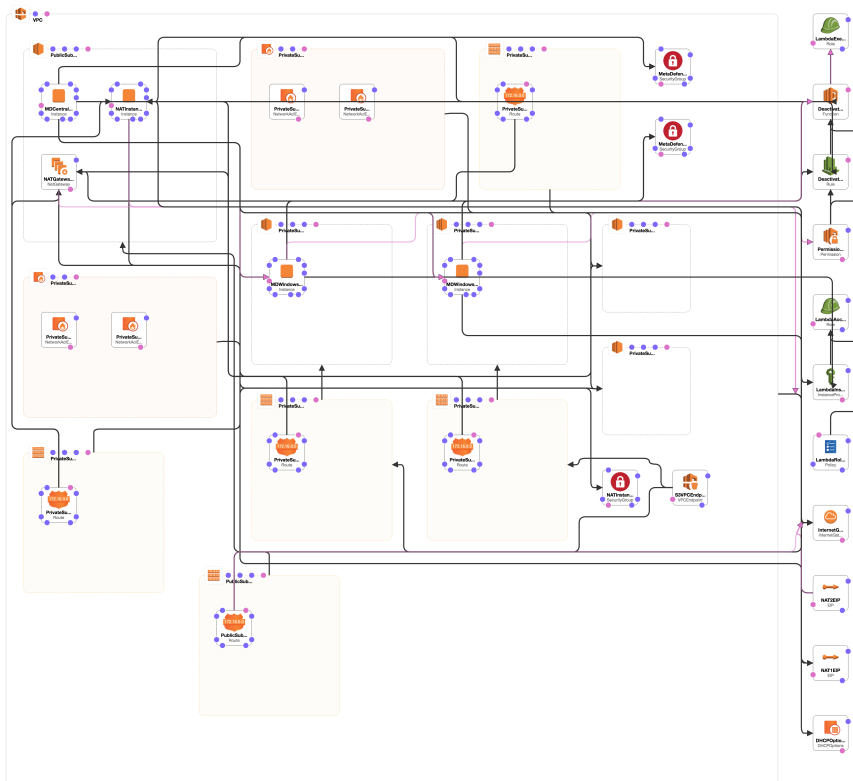 VPC
PublicSub...
PrivateSu...
PrivateSu...
MetaDefen...
SecurityGroup
LambdaExe...
Role
MDCentral...
Instance
NATInstan...
Instance
PrivateSu...
NetworkAclE...
PrivateSu...
NetworkAclE...
172.16.0.0
PrivateSu...
Route
Deactivat...
Function
MetaDefen...
SecurityGroup
NATGatewa...
NatGateway
Deactivat...
Rule
PrivateSu...
PrivateSu...
PrivateSu...
Permissio...
Permission
MDWindows...
Instance
MDWindows...
Instance
PrivateSu...
PrivateSu...
NetworkAclE...
PrivateSu...
NetworkAclE...
LambdaAcc...
Role
PrivateSu...
LambdaIns...
InstancePro...
PrivateSu...
PrivateSu...
172.16.0.0
PrivateSu...
Route
172.16.0.0
PrivateSu...
Route
LambdaRol...
Policy
PrivateSu...
172.16.0.0
PrivateSu...
Route
NATInstan...
SecurityGroup
S3VPCEndp...
VPCEndpoint
InternetG...
InternetGat...
PublicSub...
172.16.0.0
PublicSub...
Route
NAT2EIP
EIP
NAT1EIP
EIP
DHCPOptio...
DHCPOptions